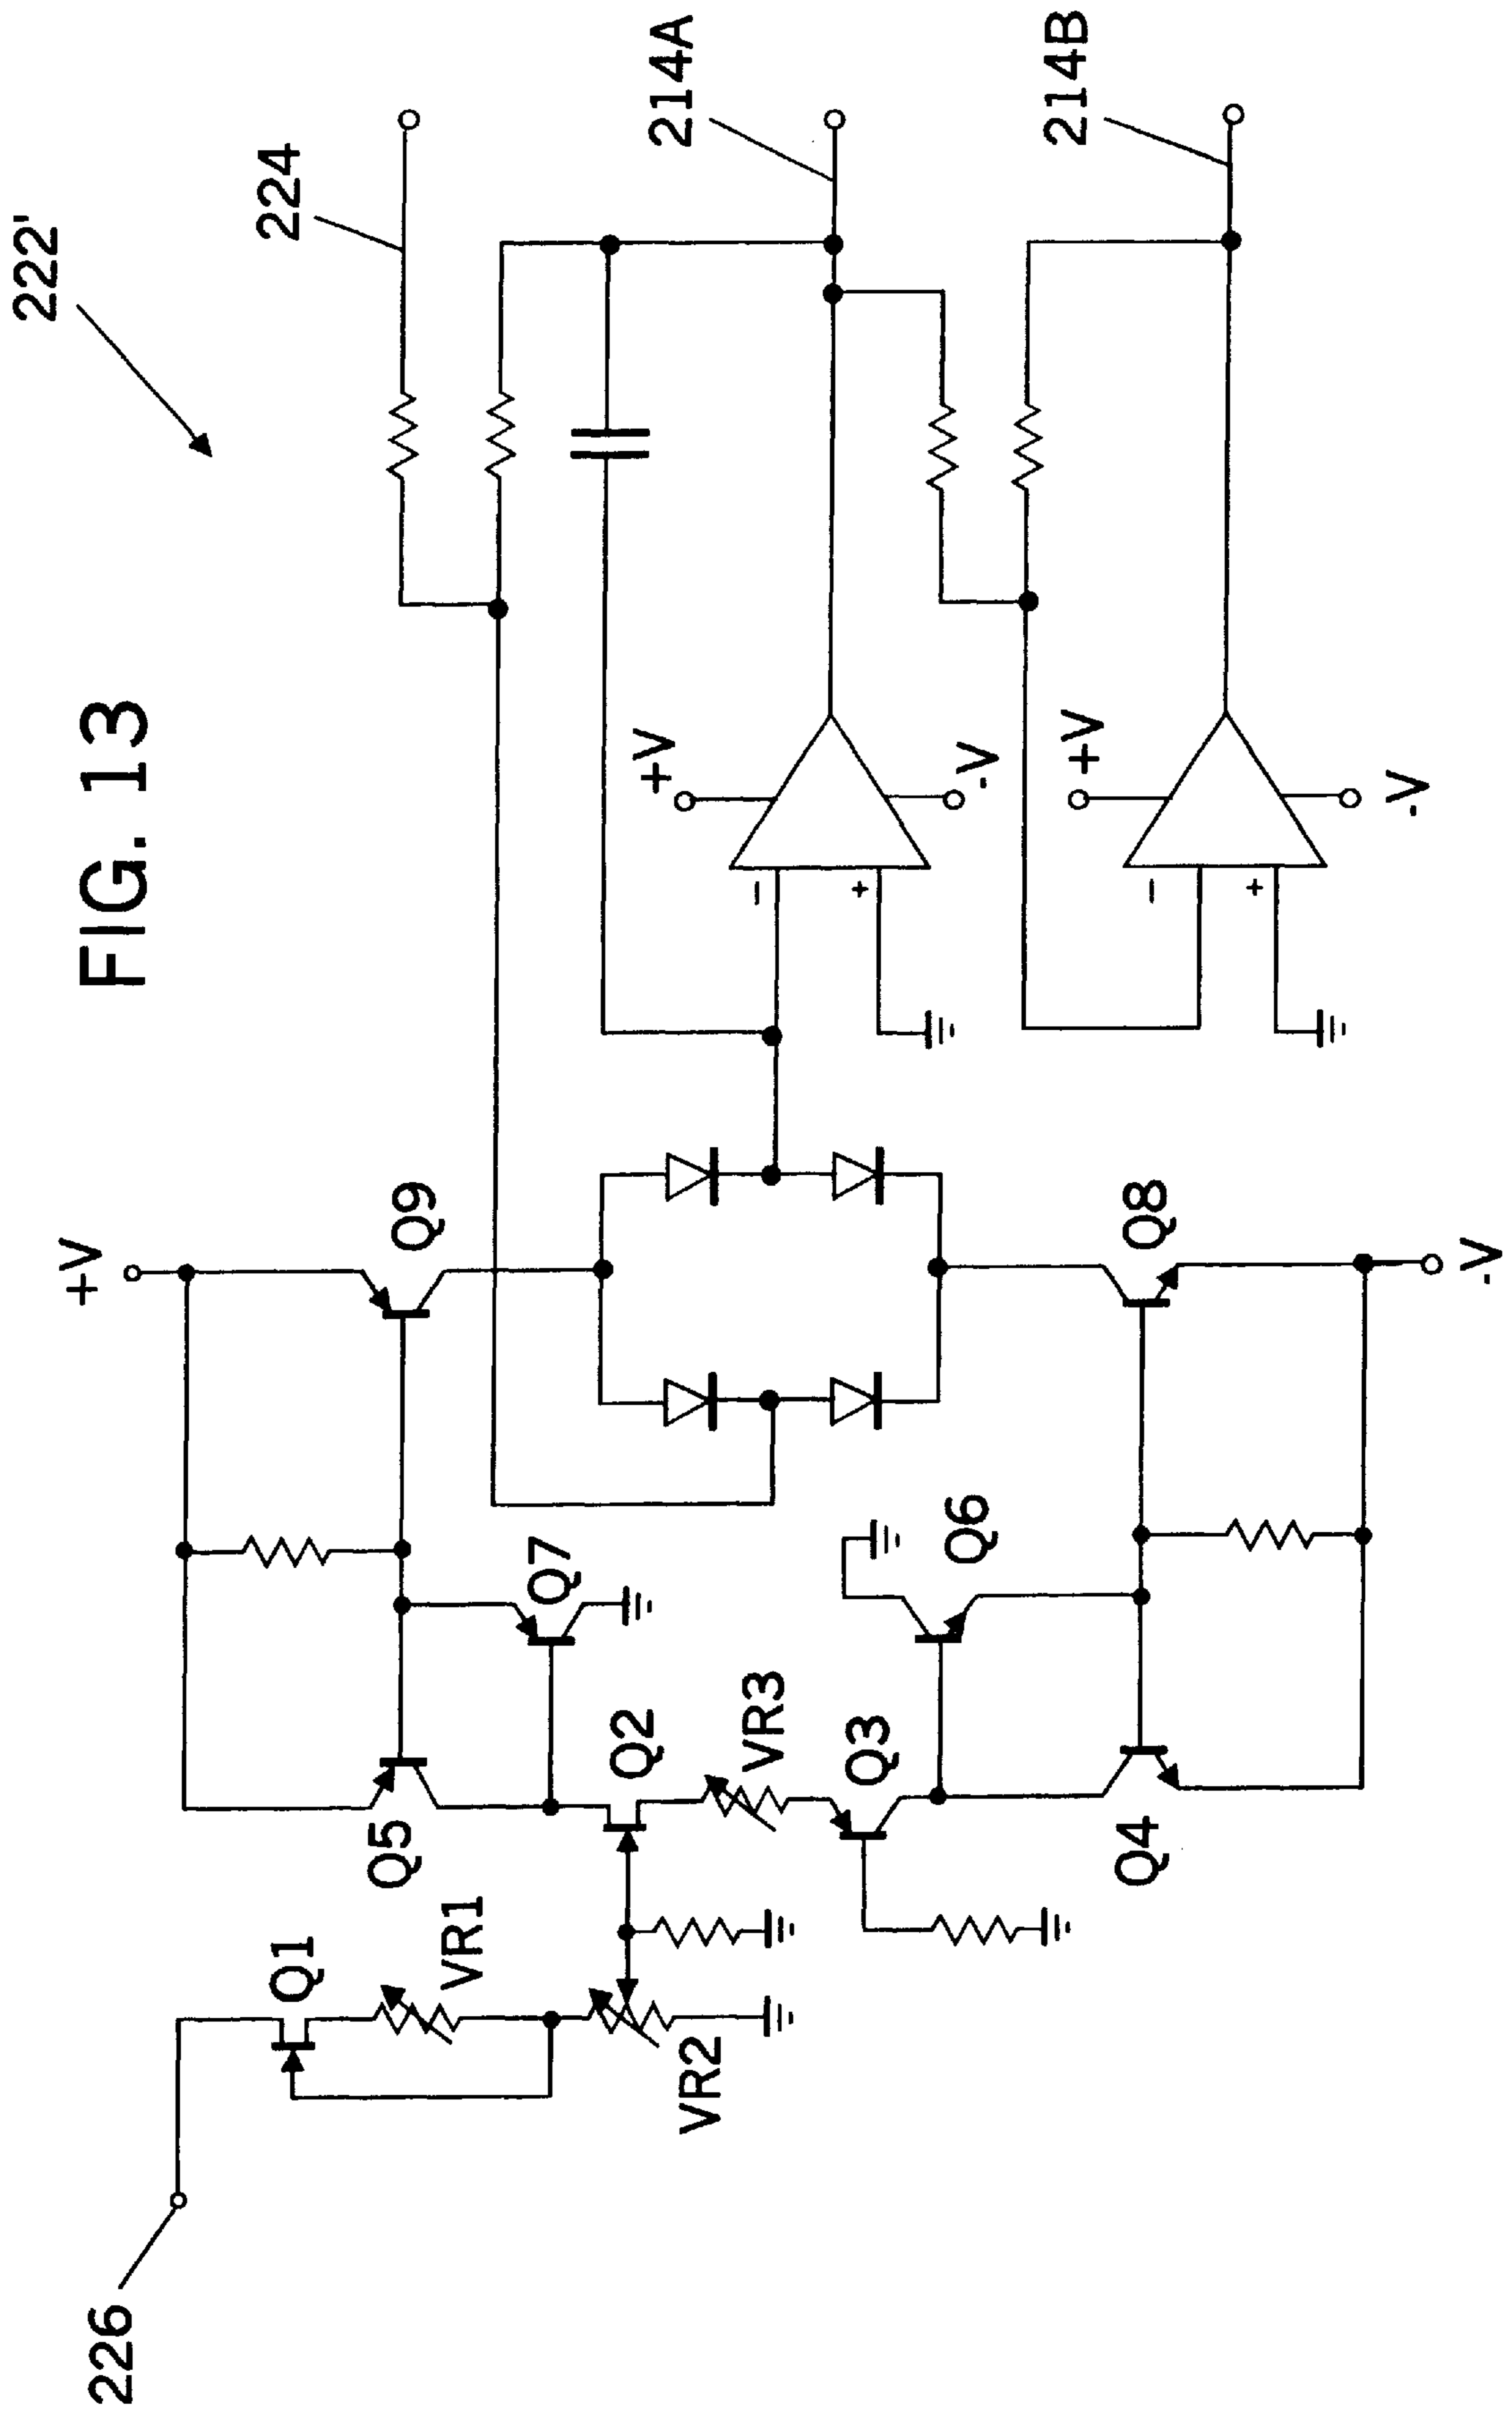 FIG. 13
222'
224
214A
214B
226
+V
Q9
Q5
Q7
Q1
VR1
Q2
VR2
VR3
Q3
Q6
Q4
Q8
-V
+V
-V
−
+
+V
-V
−
+